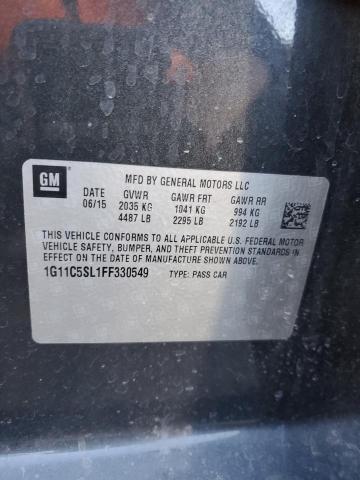 GM
MFD BY GENERAL MOTORS LLC
DATE GVWR GAWR FRT GAWR RR
06/15 2035 KG 1041 KG 994 KG
4487 LB 2295 LB 2192 LB
THIS VEHICLE CONFORMS TO ALL APPLICABLE U.S. FEDERAL MOTOR
VEHICLE SAFETY, BUMPER, AND THEFT PREVENTION STANDARDS IN
EFFECT ON THE DATE OF MANUFACTURE SHOWN ABOVE.
1G11C5SL1FF330549 TYPE: PASS CAR